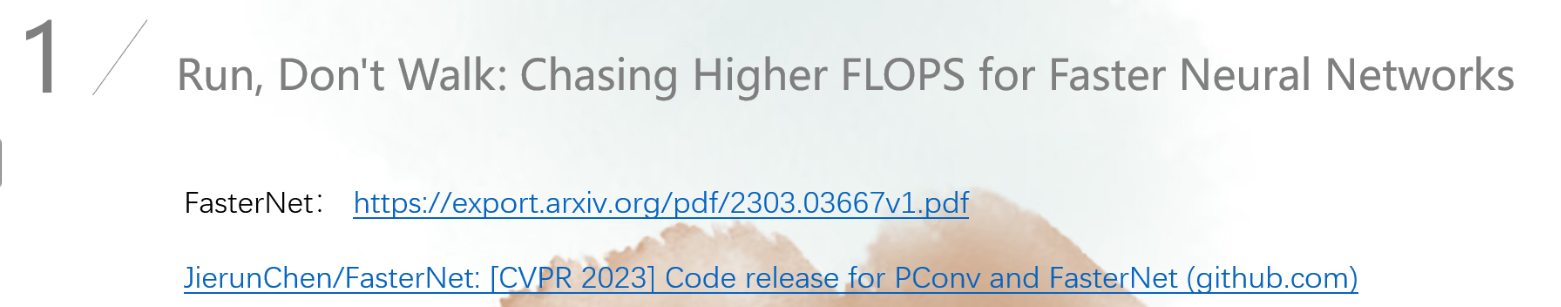 1
Run, Don't Walk: Chasing Higher FLOPS for Faster Neural Networks
FasterNet： https://export.arxiv.org/pdf/2303.03667v1.pdf
JierunChen/FasterNet: [CVPR 2023] Code release for PConv and FasterNet (github.com)